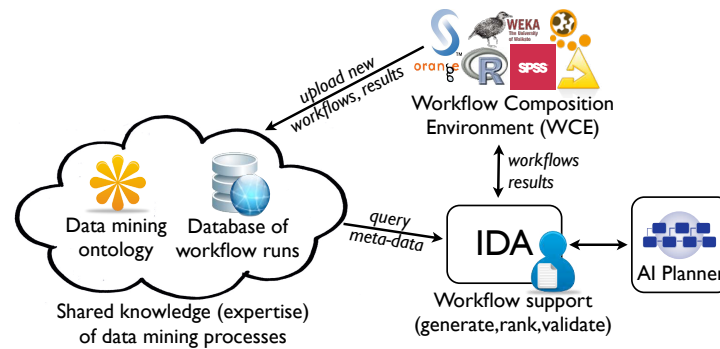 S TM
WEKA
The University
of Waikato
orange
R
SPSS
Workflow Composition
Environment (WCE)
upload new
workflows, results
workflows
results
Data mining
ontology
Database of
workflow runs
query
meta-data
IDA
AI Planner
Shared knowledge (expertise)
of data mining processes
Workflow support
(generate,rank,validate)